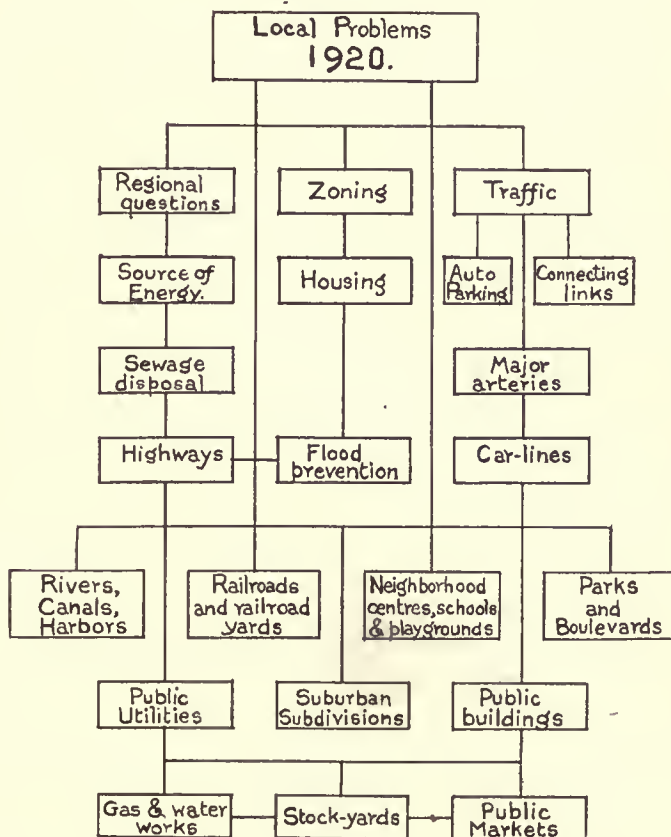 Local Problems
1920.
Regional
questions
Zoning
Traffic
Source of
Energy.
Housing
Auto
Parking
Connecting
links
Sewage
disposal
Major
arteries
Highways
Flood
prevention
Car-lines
Rivers,
Canals,
Harbors
Railroads
and railroad
yards
Neighborhood
centres, schools
& playgrounds
Parks
and
Boulevards
Public
Utilities
Suburban
Subdivisions
Public
buildings
Gas & water
works
Stock-yards
Public
Markets